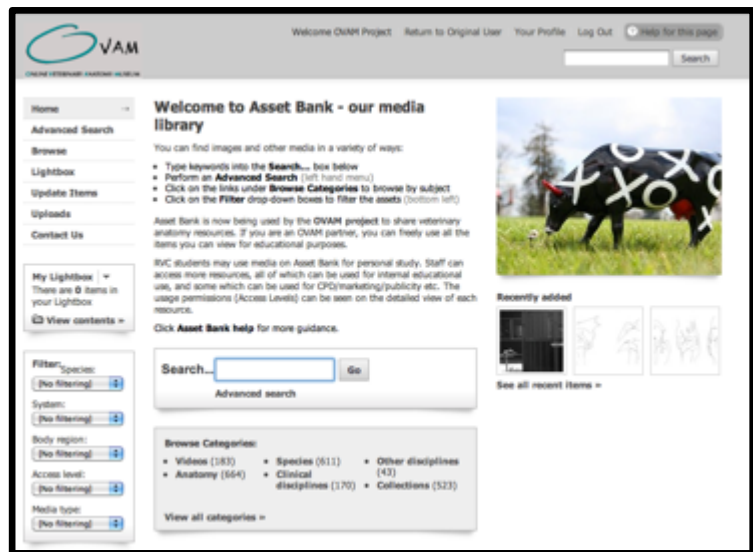 Welcome OVAM Project Return to Original User Your Profile Log Out Help for this page
OVAM
ONLINE VETERINARY ANATOMY MUSEUM
Search
Home
Advanced Search
Browse
Lightbox
Update Items
Uploads
Contact Us
My Lightbox
There are 0 items in
your Lightbox
View contents »
Filter:
Species:
(No filtering)
System:
(No filtering)
Body region:
(No filtering)
Access level:
(No filtering)
Media type:
(No filtering)
Welcome to Asset Bank - our media
library
You can find images and other media in a variety of ways:
• Type keywords into the Search... box below
• Perform an Advanced Search (left hand menu)
• Click on the links under Browse Categories to browse by subject
• Click on the Filter drop-down boxes to filter the assets (bottom left)
Asset Bank is now being used by the OVAM project to share veterinary
anatomy resources. If you are an OVAM partner, you can freely use all the
items you can view for educational purposes.
RVC students may use media on Asset Bank for personal study. Staff can
access more resources, all of which can be used for internal educational
use, and some which can be used for CPD/marketing/publicity etc. The
usage permissions (Access Levels) can be seen on the detailed view of each
resource.
Click Asset Bank help for more guidance.
Search... Go
Advanced search
Browse Categories:
• Videos (183) • Species (611) • Other disciplines
(43)
• Anatomy (664) • Clinical
disciplines (170) • Collections (523)
View all categories »
XOXO
Recently added
See all recent items »